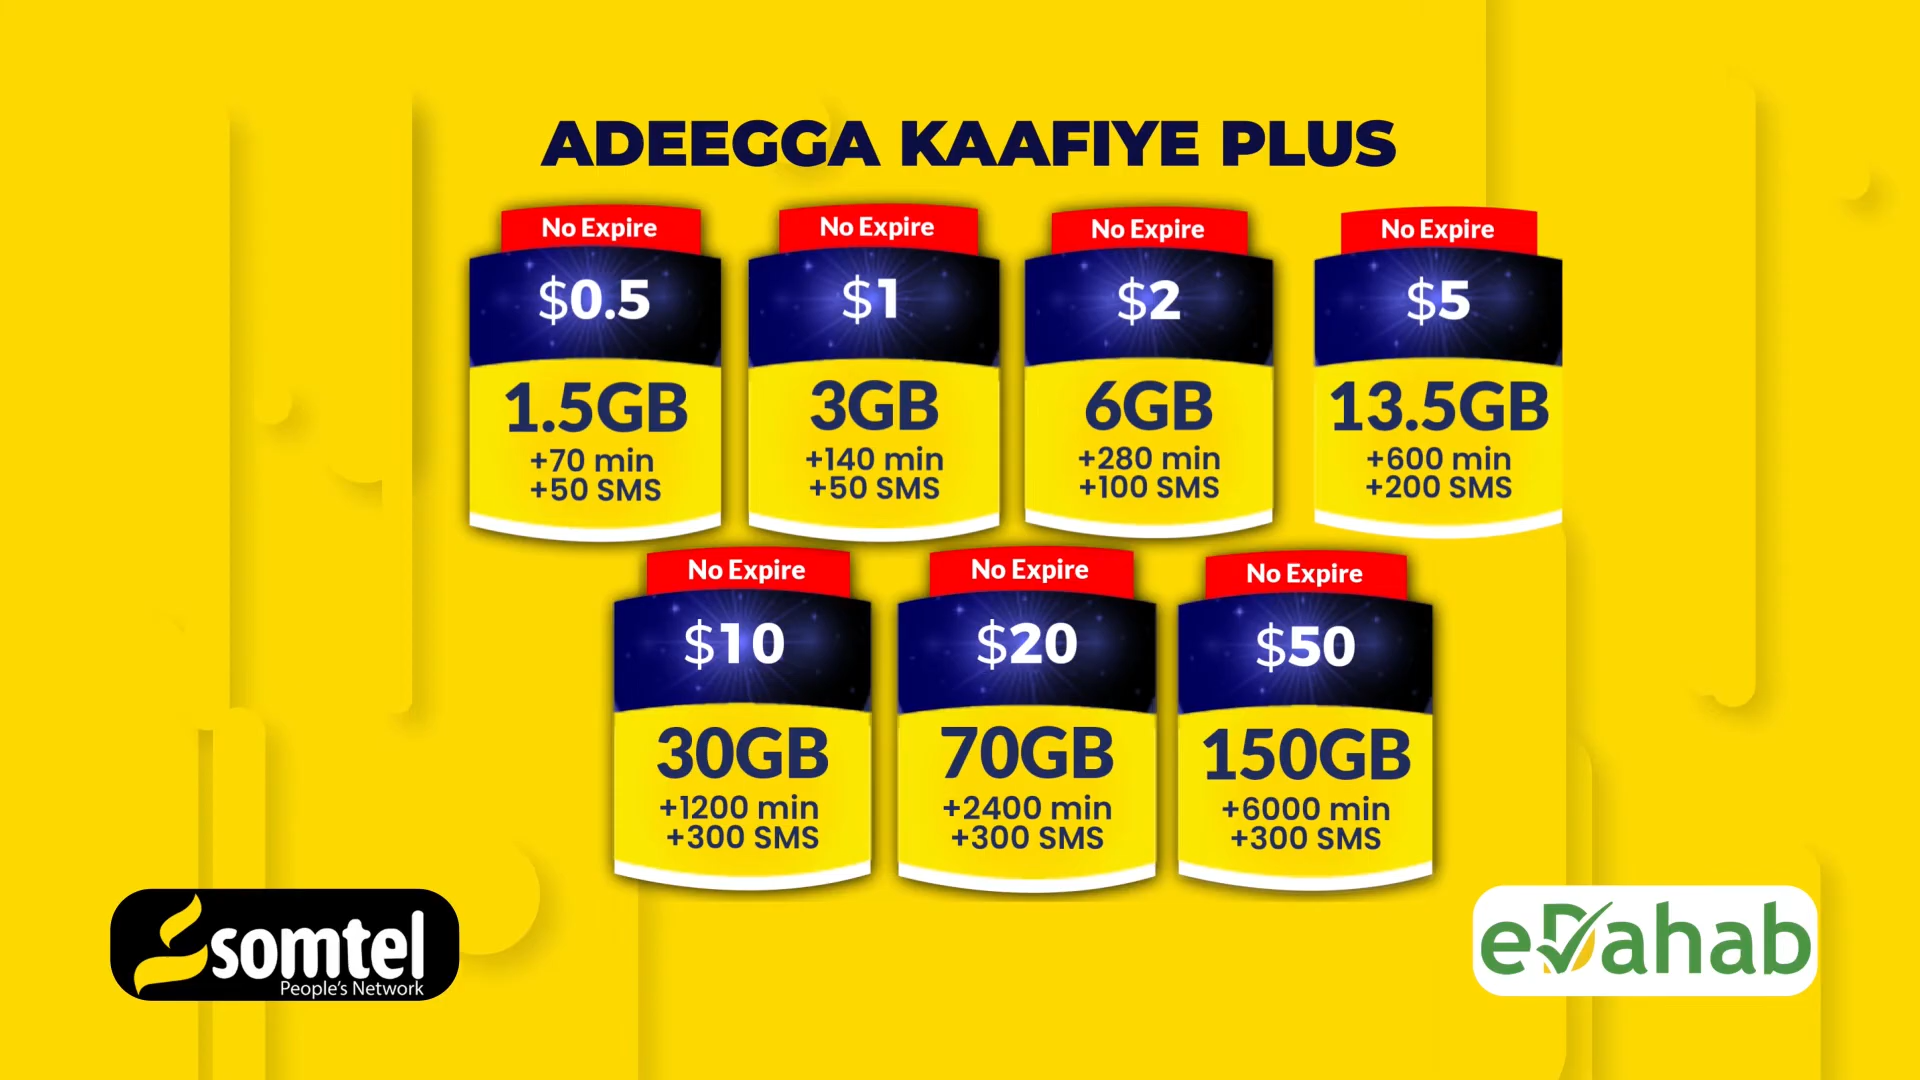 ADEEGGA KAAFIYE PLUS
No Expire
$0.5
1.5GB
+70 min
+50 SMS
No Expire
$1
3GB
+140 min
+50 SMS
No Expire
$2
6GB
+280 min
+100 SMS
No Expire
$5
13.5GB
+600 min
+200 SMS
No Expire
$10
30GB
+1200 min
+300 SMS
No Expire
$20
70GB
+2400 min
+300 SMS
No Expire
$50
150GB
+6000 min
+300 SMS
somtel
People's Network
eDahab